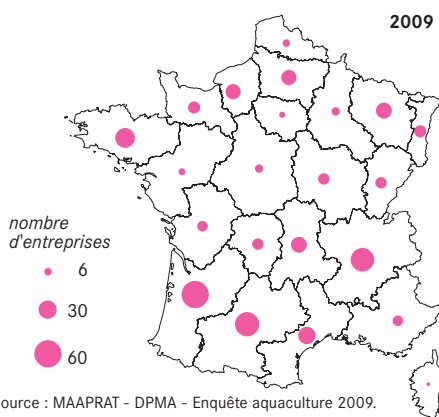 2009
nombre
d'entreprises
6
30
60
ource : MAAPRAT - DPMA - Enquête aquaculture 2009.